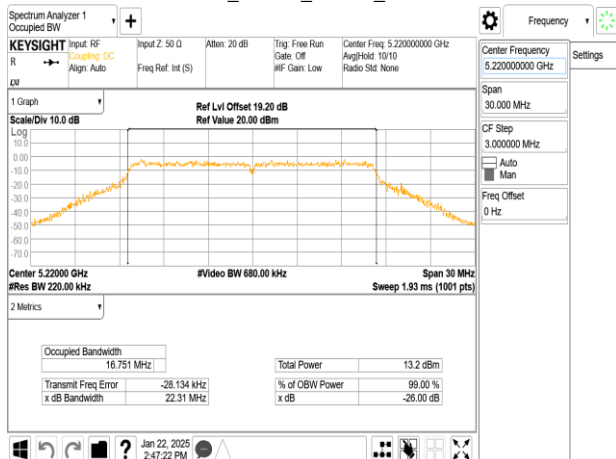 Spectrum Analyzer 1
Occupied BW
Frequency
KEYSIGHT
Input: RF
Coupling: DC
Align: Auto
Input Z: 50 Ω
Freq Ref: Int (S)
Atten: 20 dB
Trig: Free Run
Gate: Off
#IF Gain: Low
Center Freq: 5.220000000 GHz
Avg|Hold: 10/10
Radio Std: None
R
LXI
Center Frequency
5.220000000 GHz
Settings
Span
30.000 MHz
CF Step
3.000000 MHz
Auto
Man
Freq Offset
0 Hz
1 Graph
Scale/Div 10.0 dB
Ref Lvl Offset 19.20 dB
Ref Value 20.00 dBm
Log
10.0
0.00
-10.0
-20.0
-30.0
-40.0
-50.0
-60.0
-70.0
Center 5.22000 GHz
#Res BW 220.00 kHz
#Video BW 680.00 kHz
Span 30 MHz
Sweep 1.93 ms (1001 pts)
2 Metrics
Occupied Bandwidth
16.751 MHz
Total Power 13.2 dBm
Transmit Freq Error -28.134 kHz
% of OBW Power 99.00 %
x dB Bandwidth 22.31 MHz
x dB -26.00 dB
?
Jan 22, 2025
2:47:22 PM